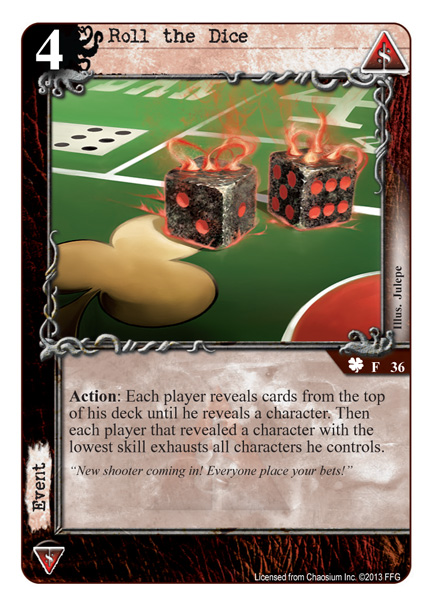 4
Roll the Dice
Illus. Julepe
F 36
Action: Each player reveals cards from the top
of his deck until he reveals a character. Then
each player that revealed a character with the
lowest skill exhausts all characters he controls.
“New shooter coming in! Everyone place your bets!”
Event
Licensed from Chaosium Inc. ©2013 FFG